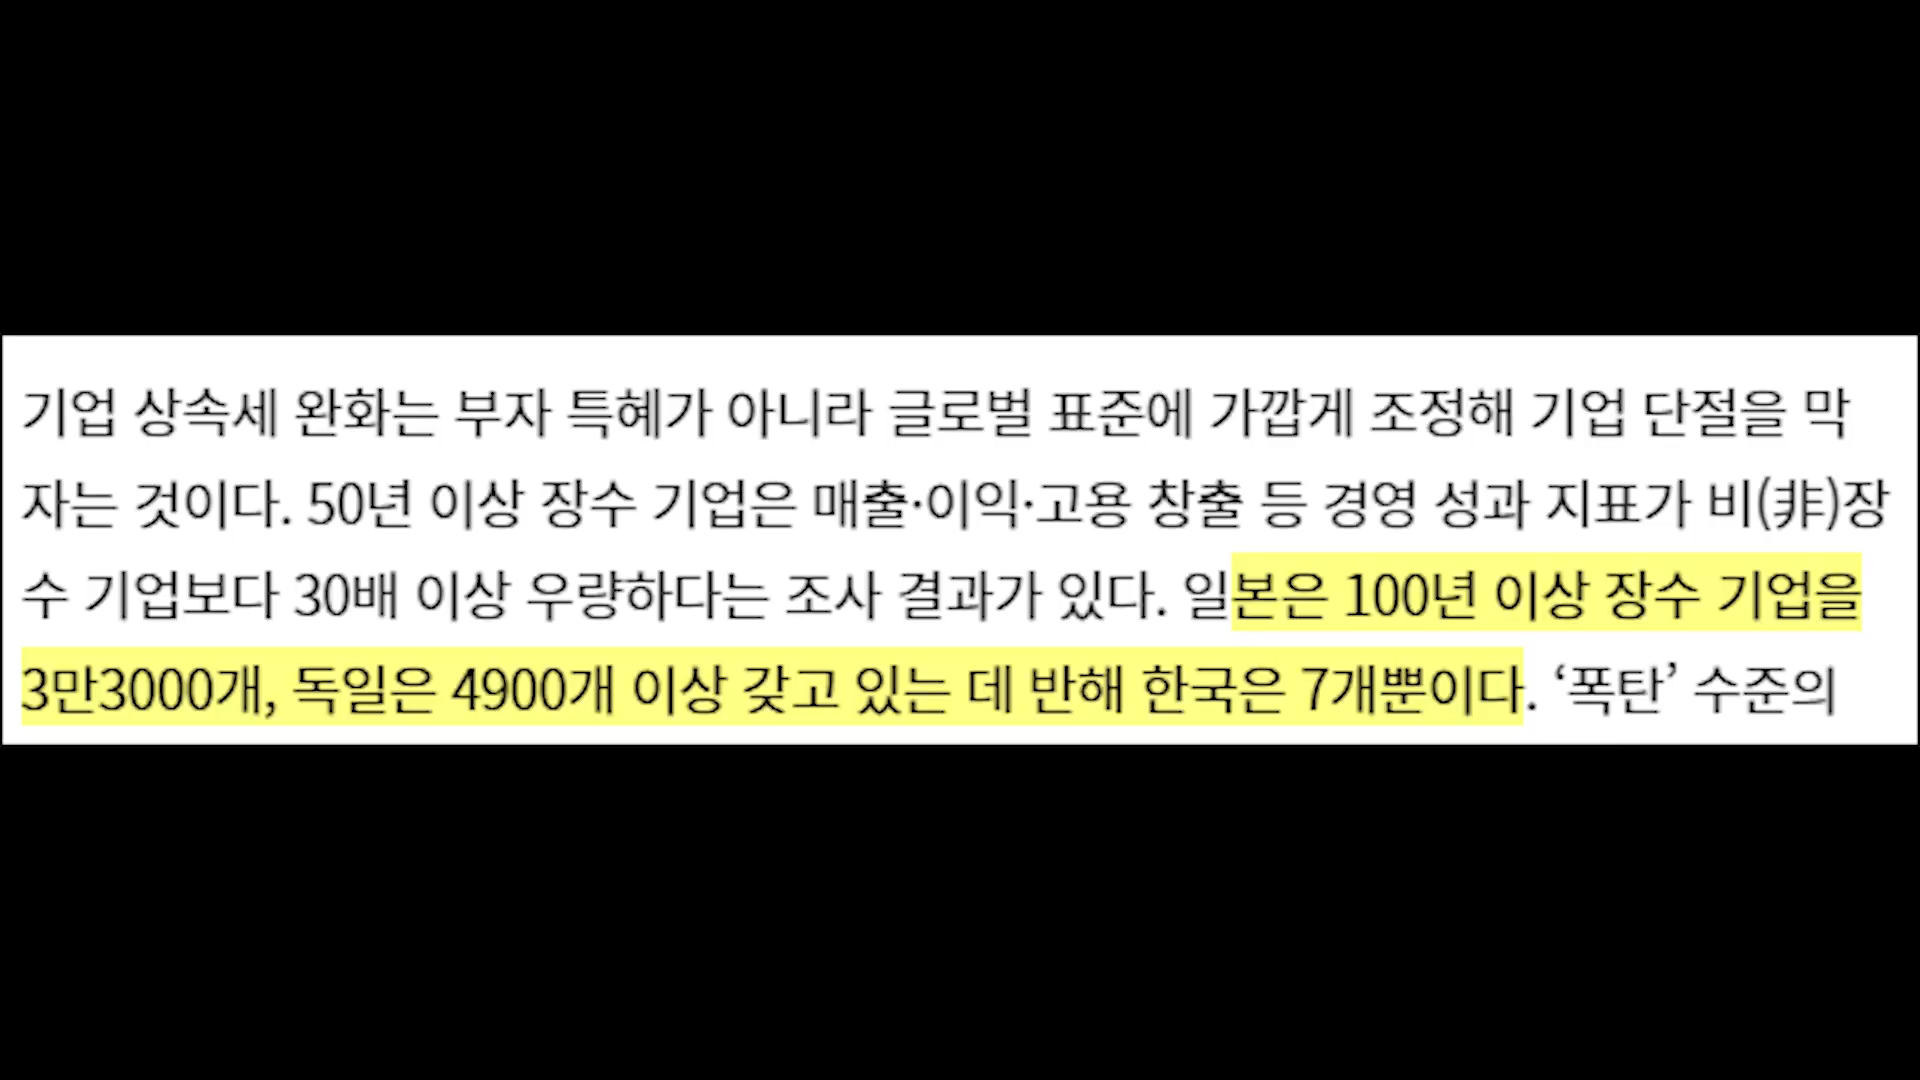 기업 상속세 완화는 부자 특혜가 아니라 글로벌 표준에 가깝게 조정해 기업 단절을 막
자는 것이다. 50년 이상 장수 기업은 매출·이익·고용 창출 등 경영 성과 지표가 비(非)장
수 기업보다 30배 이상 우량하다는 조사 결과가 있다. 일본은 100년 이상 장수 기업을
3만3000개, 독일은 4900개 이상 갖고 있는 데 반해 한국은 7개뿐이다. ‘폭탄’ 수준의